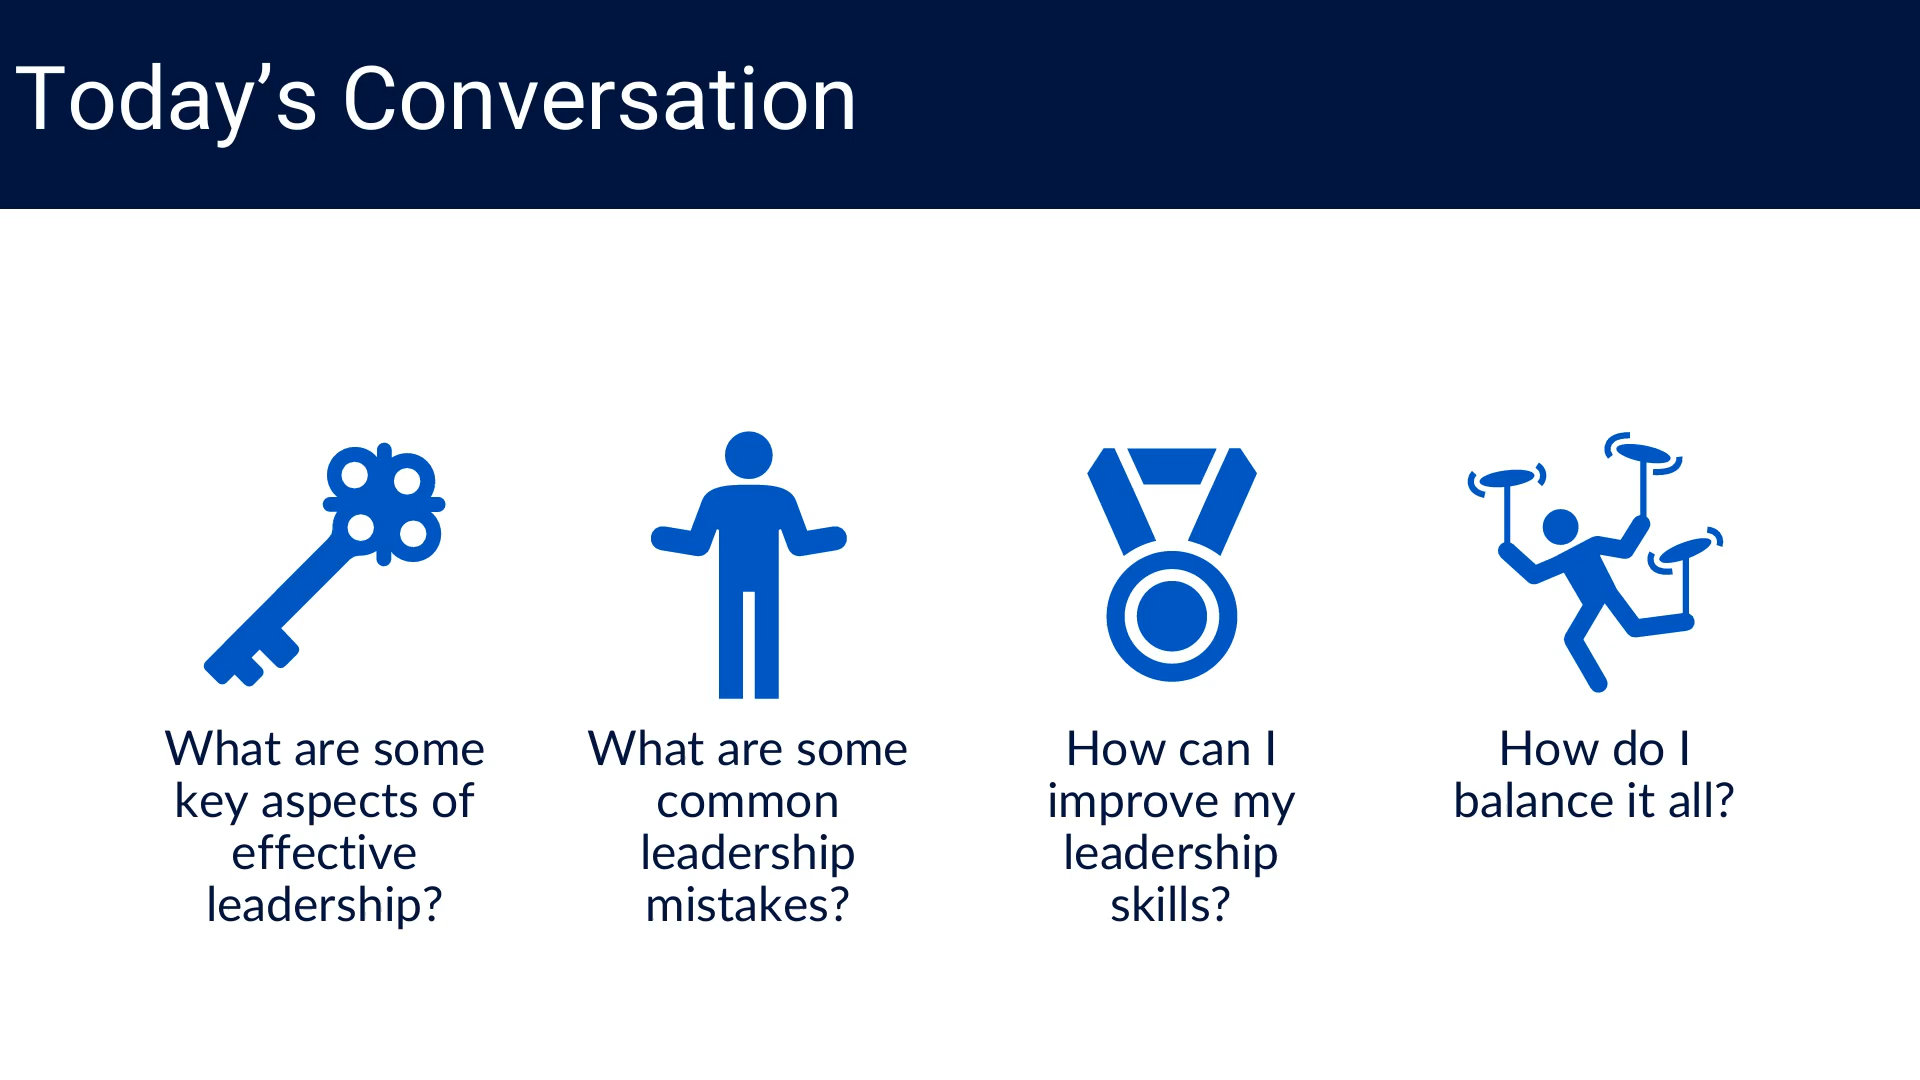 Today’s Conversation
What are some
key aspects of
effective
leadership?
What are some
common
leadership
mistakes?
How can I
improve my
leadership
skills?
How do I
balance it all?